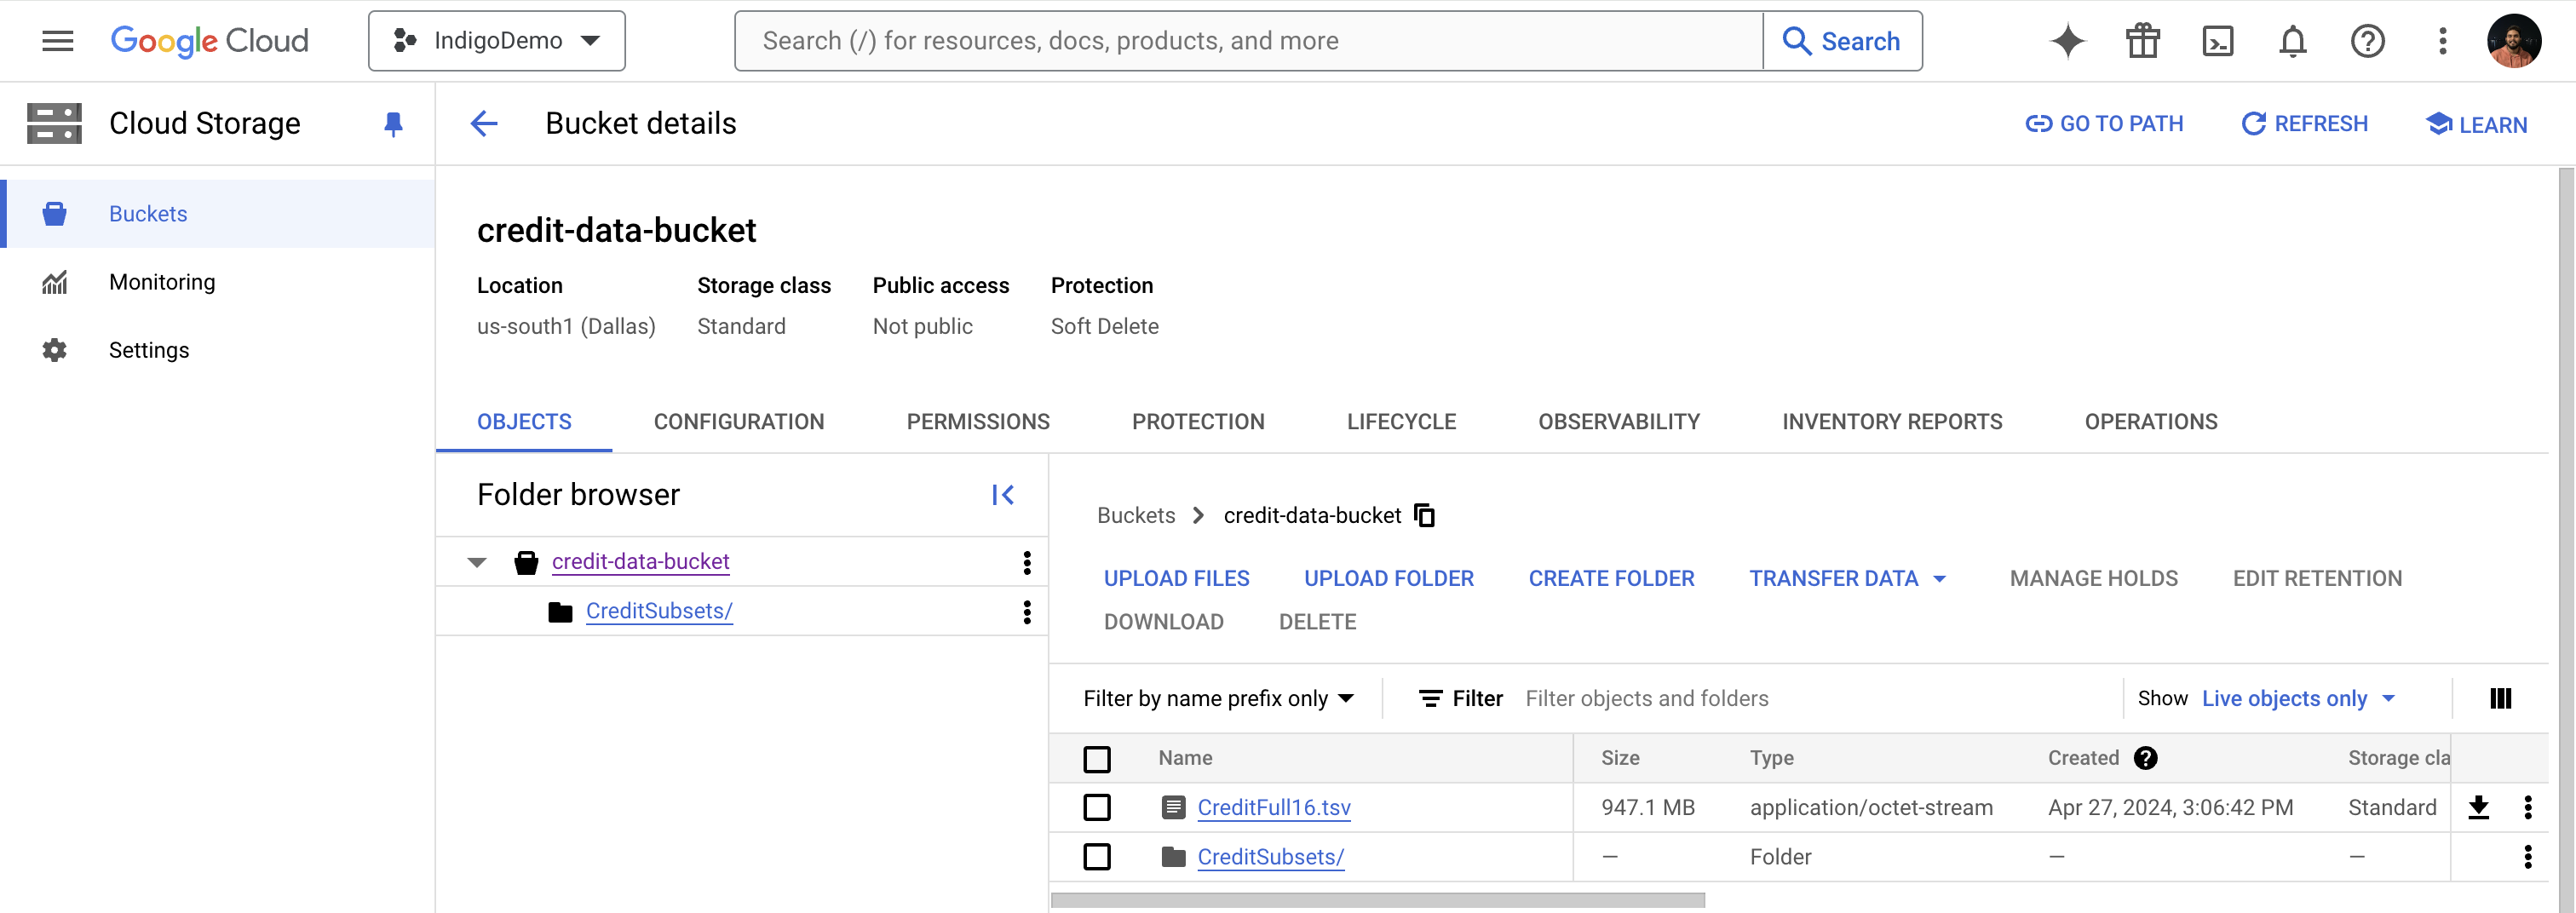 Google Cloud
IndigoDemo
Search (/) for resources, docs, products, and more
Search
Cloud Storage
Bucket details
GO TO PATH
REFRESH
LEARN
Buckets
Monitoring
Settings
credit-data-bucket
Location Storage class Public access Protection
us-south1 (Dallas) Standard Not public Soft Delete
OBJECTS CONFIGURATION PERMISSIONS PROTECTION LIFECYCLE OBSERVABILITY INVENTORY REPORTS OPERATIONS
Folder browser
credit-data-bucket
CreditSubsets/
Buckets credit-data-bucket
UPLOAD FILES UPLOAD FOLDER CREATE FOLDER TRANSFER DATA MANAGE HOLDS EDIT RETENTION
DOWNLOAD DELETE
Filter by name prefix only Filter Filter objects and folders Show Live objects only
Name Size Type Created Storage cla
CreditFull16.tsv 947.1 MB application/octet-stream Apr 27, 2024, 3:06:42 PM Standard
CreditSubsets/ — Folder — —